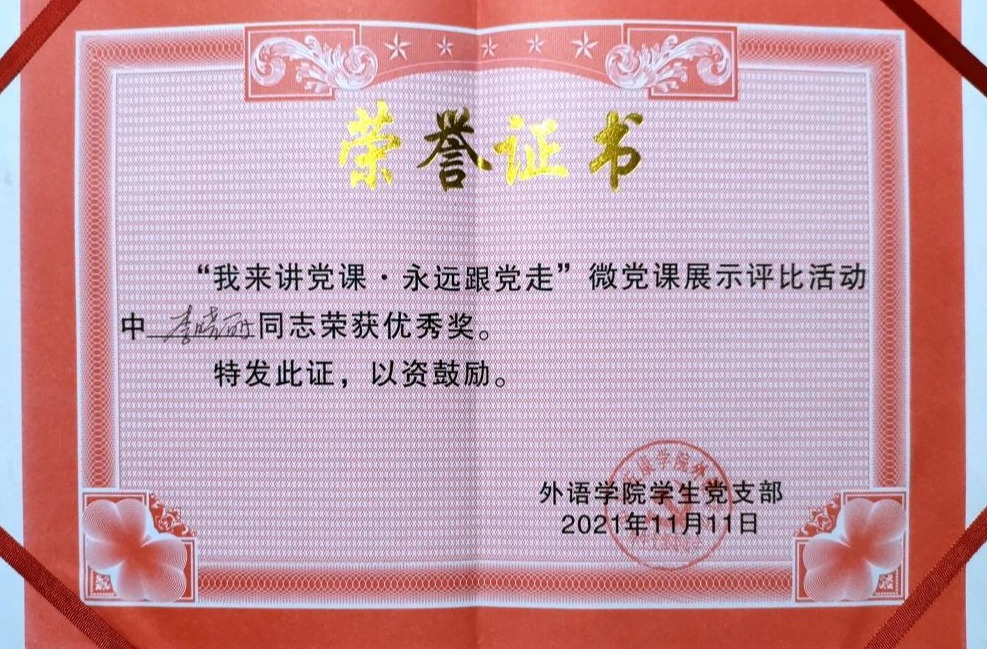 荣誉证书
“我来讲党课·永远跟党走”微党课展示评比活动
中 李晓丽 同志荣获优秀奖。
特发此证，以资鼓励。
外语学院学生党支部
2021年11月11日